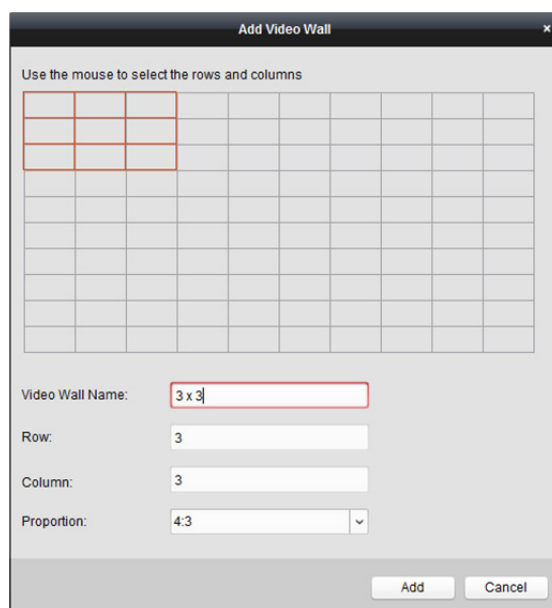 Add Video Wall
×
Use the mouse to select the rows and columns
Video Wall Name: 3 x 3
Row: 3
Column: 3
Proportion: 4:3
Add Cancel